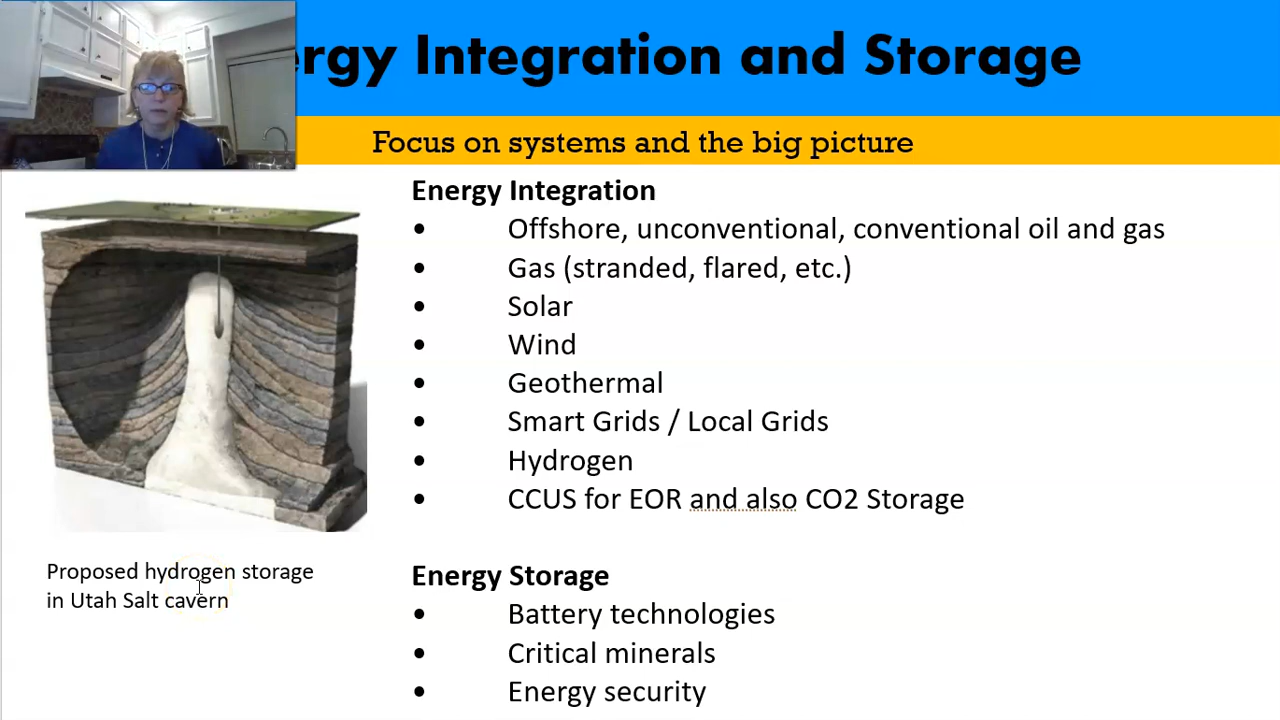 ergy Integration and Storage
Focus on systems and the big picture
Energy Integration
• Offshore, unconventional, conventional oil and gas
• Gas (stranded, flared, etc.)
• Solar
• Wind
• Geothermal
• Smart Grids / Local Grids
• Hydrogen
• CCUS for EOR and also CO2 Storage
Proposed hydrogen storage
in Utah Salt cavern
Energy Storage
• Battery technologies
• Critical minerals
• Energy security